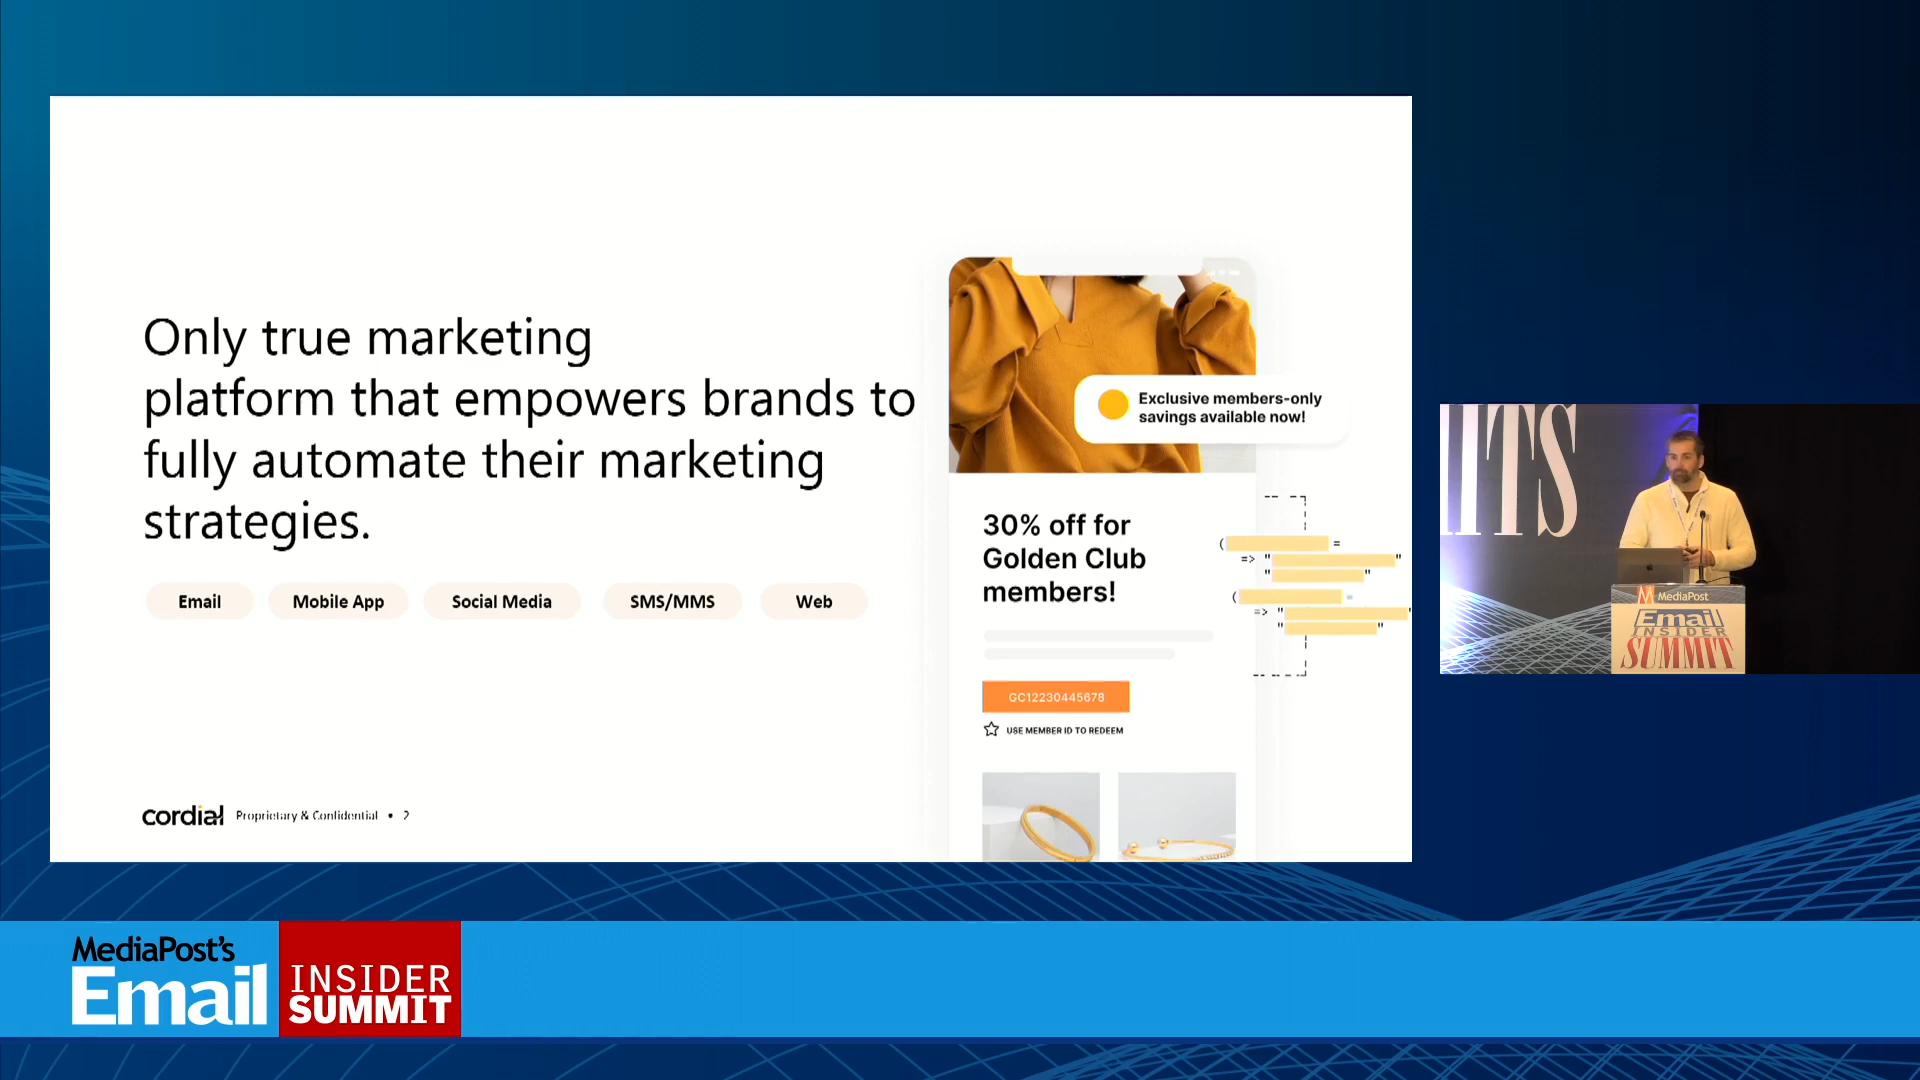 Only true marketing
platform that empowers brands to
fully automate their marketing
strategies.
Email
Mobile App
Social Media
SMS/MMS
Web
Exclusive members-only
savings available now!
30% off for
Golden Club
members!
( =
=> " "
" "
( =
=> " "
" "
GC12230445678
USE MEMBER ID TO REDEEM
cordial Proprietary & Confidential • 2
ITS
MediaPost
Email
INSIDER
SUMMIT
MediaPost's
Email
INSIDER
SUMMIT